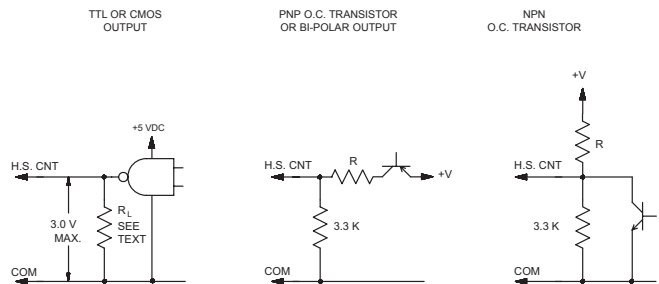 TTL OR CMOS
OUTPUT
PNP O.C. TRANSISTOR
OR BI-POLAR OUTPUT
NPN
O.C. TRANSISTOR
+5 VDC
H.S. CNT
3.0 V
MAX.
RL
SEE
TEXT
COM
H.S. CNT
R
+V
3.3 K
COM
+V
R
H.S. CNT
3.3 K
COM